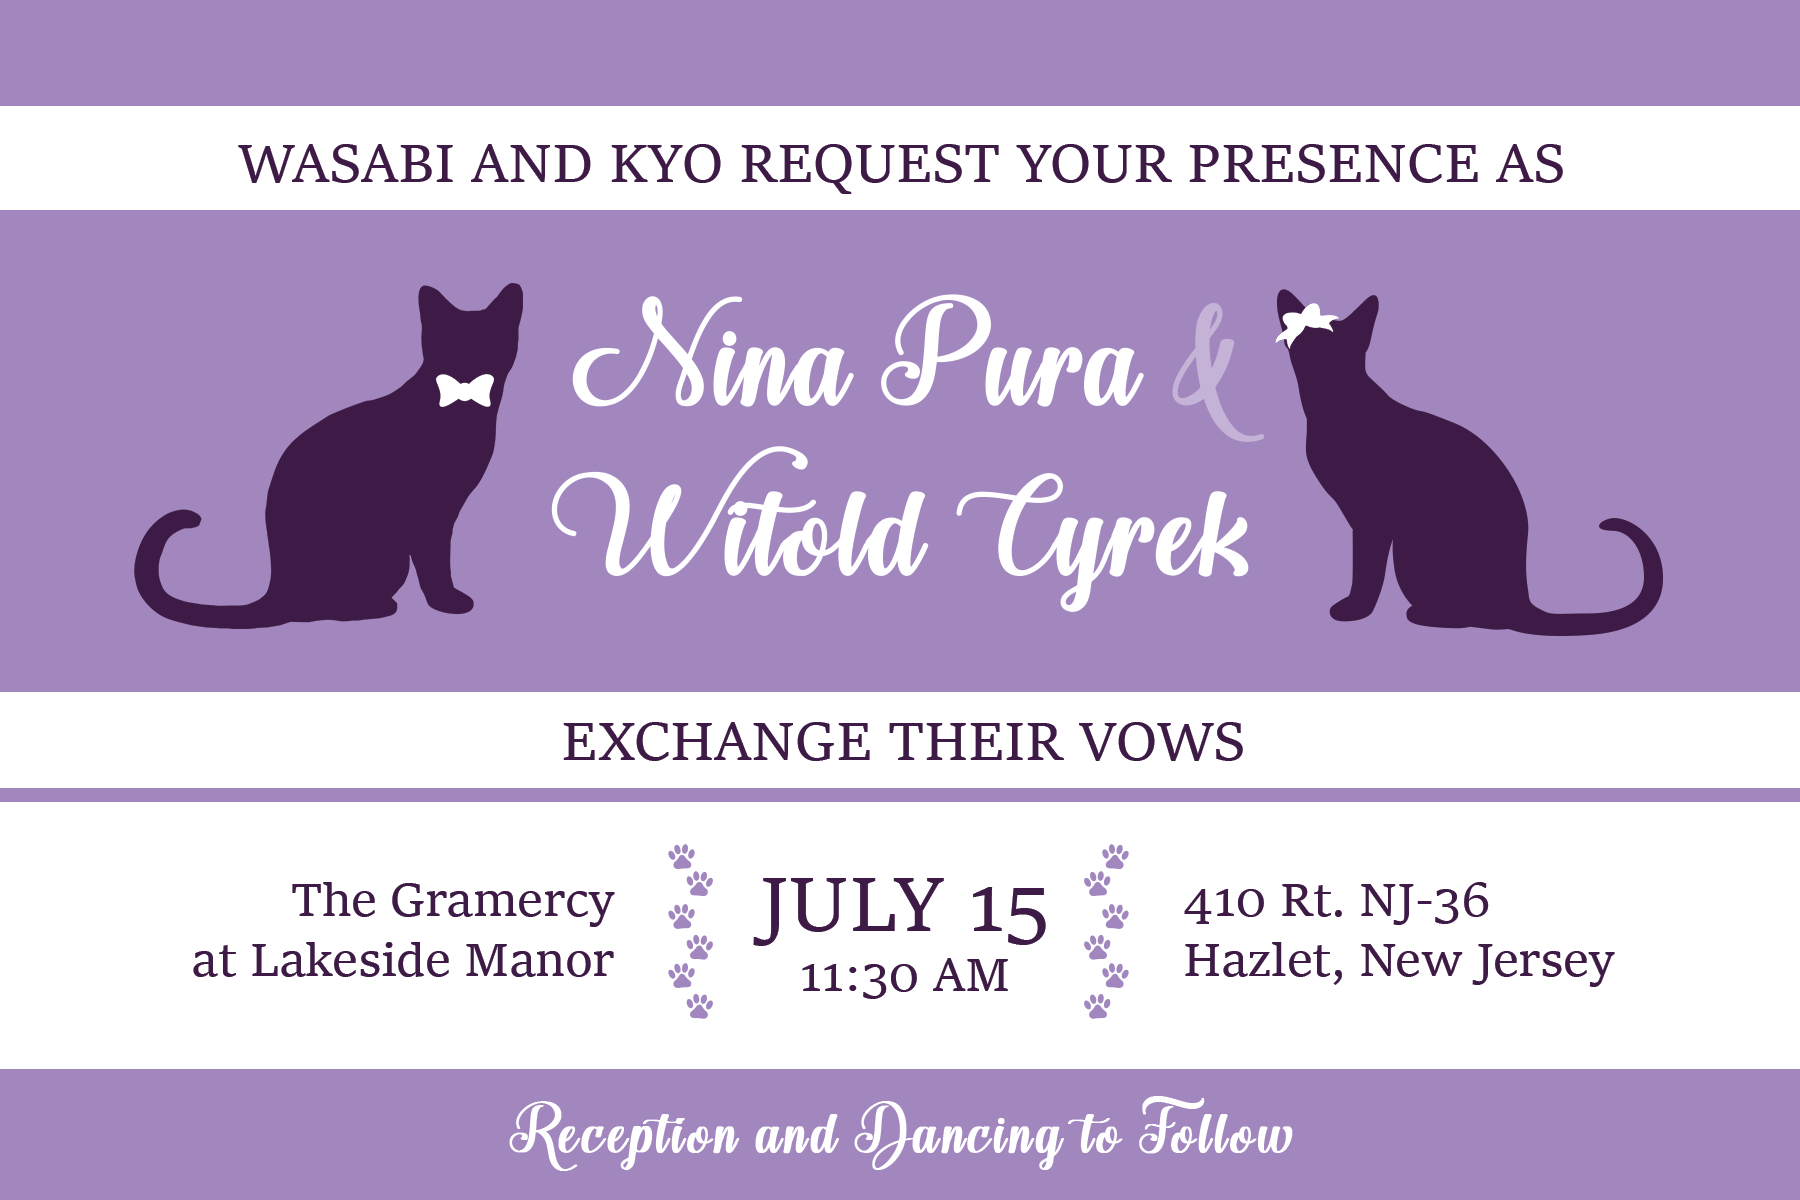 WASABI AND KYO REQUEST YOUR PRESENCE AS
Nina Pura &
Witold Cyrek
EXCHANGE THEIR VOWS
The Gramercy
at Lakeside Manor
JULY 15
11:30 AM
410 Rt. NJ-36
Hazlet, New Jersey
Reception and Dancing to Follow